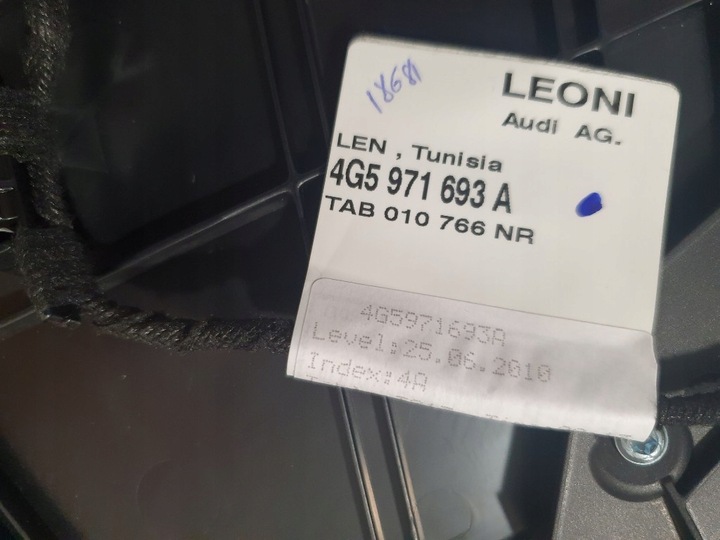 18681
LEONI
Audi AG.
LEN , Tunisia
4G5 971 693 A
TAB 010 766 NR
4G5971693A
Level:25.06.2010
Index:4A